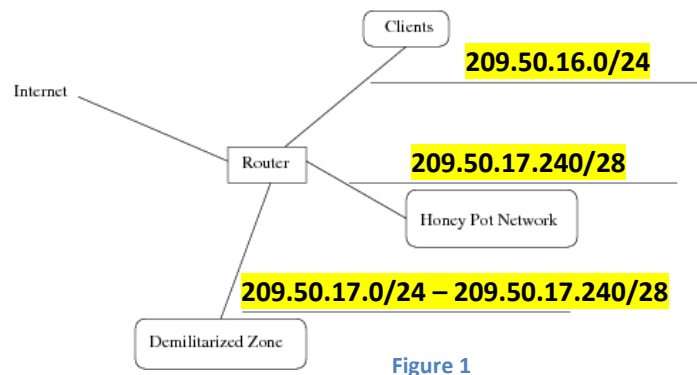 Clients
209.50.16.0/24
Internet
Router
209.50.17.240/28
Honey Pot Network
209.50.17.0/24 – 209.50.17.240/28
Demilitarized Zone
Figure 1